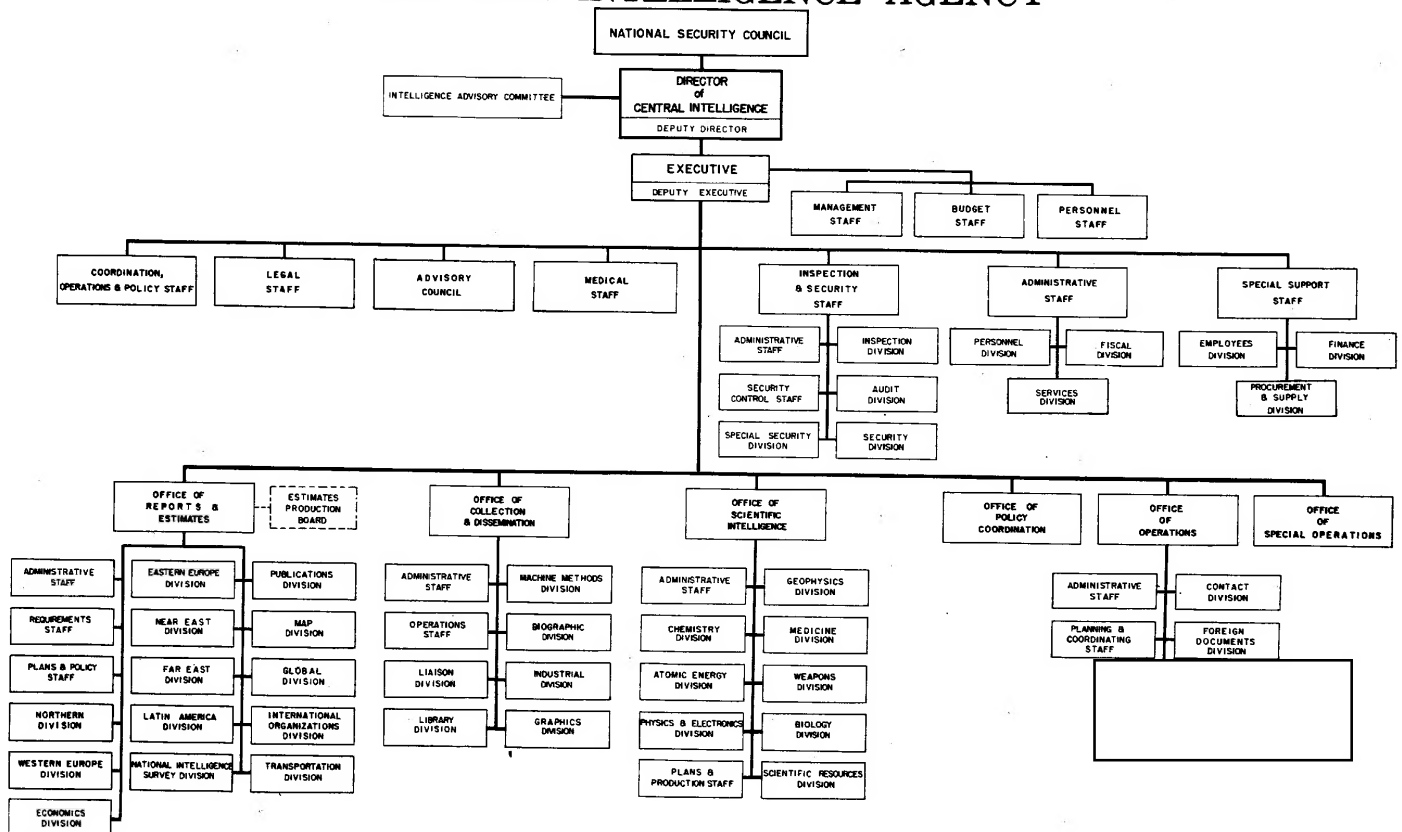 INTELLIGENCE AGENCY
NATIONAL SECURITY COUNCIL
INTELLIGENCE ADVISORY COMMITTEE
DIRECTOR
of
CENTRAL INTELLIGENCE
DEPUTY DIRECTOR
EXECUTIVE
DEPUTY EXECUTIVE
MANAGEMENT
STAFF
BUDGET
STAFF
PERSONNEL
STAFF
COORDINATION,
OPERATIONS & POLICY STAFF
LEGAL
STAFF
ADVISORY
COUNCIL
MEDICAL
STAFF
INSPECTION
& SECURITY
STAFF
ADMINISTRATIVE
STAFF
SPECIAL SUPPORT
STAFF
ADMINISTRATIVE
STAFF
INSPECTION
DIVISION
SECURITY
CONTROL STAFF
AUDIT
DIVISION
SPECIAL SECURITY
DIVISION
SECURITY
DIVISION
PERSONNEL
DIVISION
FISCAL
DIVISION
SERVICES
DIVISION
EMPLOYEES
DIVISION
FINANCE
DIVISION
PROCUREMENT
& SUPPLY
DIVISION
OFFICE OF
REPORTS &
ESTIMATES
ESTIMATES
PRODUCTION
BOARD
OFFICE OF
COLLECTION
& DISSEMINATION
OFFICE OF
SCIENTIFIC
INTELLIGENCE
OFFICE OF
POLICY
COORDINATION
OFFICE
OF
OPERATIONS
OFFICE
OF
SPECIAL OPERATIONS
ADMINISTRATIVE
STAFF
REQUIREMENTS
STAFF
PLANS & POLICY
STAFF
NORTHERN
DIVISION
WESTERN EUROPE
DIVISION
ECONOMICS
DIVISION
EASTERN EUROPE
DIVISION
NEAR EAST
DIVISION
FAR EAST
DIVISION
LATIN AMERICA
DIVISION
NATIONAL INTELLIGENCE
SURVEY DIVISION
PUBLICATIONS
DIVISION
MAP
DIVISION
GLOBAL
DIVISION
INTERNATIONAL
ORGANIZATIONS
DIVISION
TRANSPORTATION
DIVISION
ADMINISTRATIVE
STAFF
OPERATIONS
STAFF
LIAISON
DIVISION
LIBRARY
DIVISION
MACHINE METHODS
DIVISION
BIOGRAPHIC
DIVISION
INDUSTRIAL
DIVISION
GRAPHICS
DIVISION
ADMINISTRATIVE
STAFF
CHEMISTRY
DIVISION
ATOMIC ENERGY
DIVISION
PHYSICS & ELECTRONICS
DIVISION
PLANS &
PRODUCTION STAFF
GEOPHYSICS
DIVISION
MEDICINE
DIVISION
WEAPONS
DIVISION
BIOLOGY
DIVISION
SCIENTIFIC RESOURCES
DIVISION
ADMINISTRATIVE
STAFF
CONTACT
DIVISION
PLANNING &
COORDINATING
STAFF
FOREIGN
DOCUMENTS
DIVISION